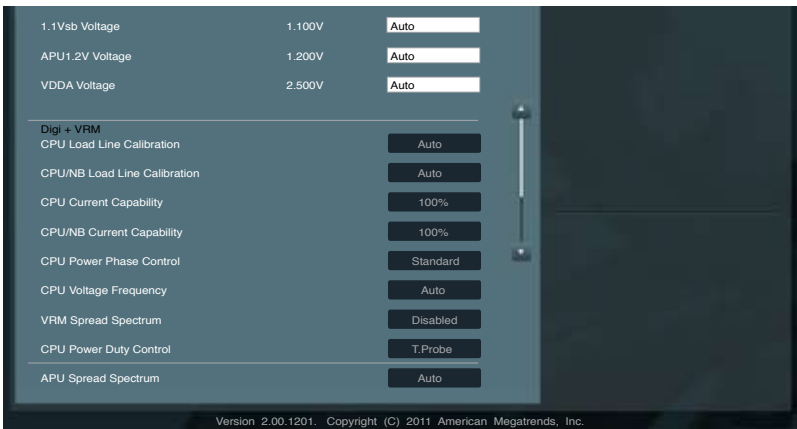 1.1Vsb Voltage 1.100V Auto
APU1.2V Voltage 1.200V Auto
VDDA Voltage 2.500V Auto
Digi + VRM
CPU Load Line Calibration Auto
CPU/NB Load Line Calibration Auto
CPU Current Capability 100%
CPU/NB Current Capability 100%
CPU Power Phase Control Standard
CPU Voltage Frequency Auto
VRM Spread Spectrum Disabled
CPU Power Duty Control T.Probe
APU Spread Spectrum Auto
Version 2.00.1201. Copyright (C) 2011 American Megatrends, Inc.